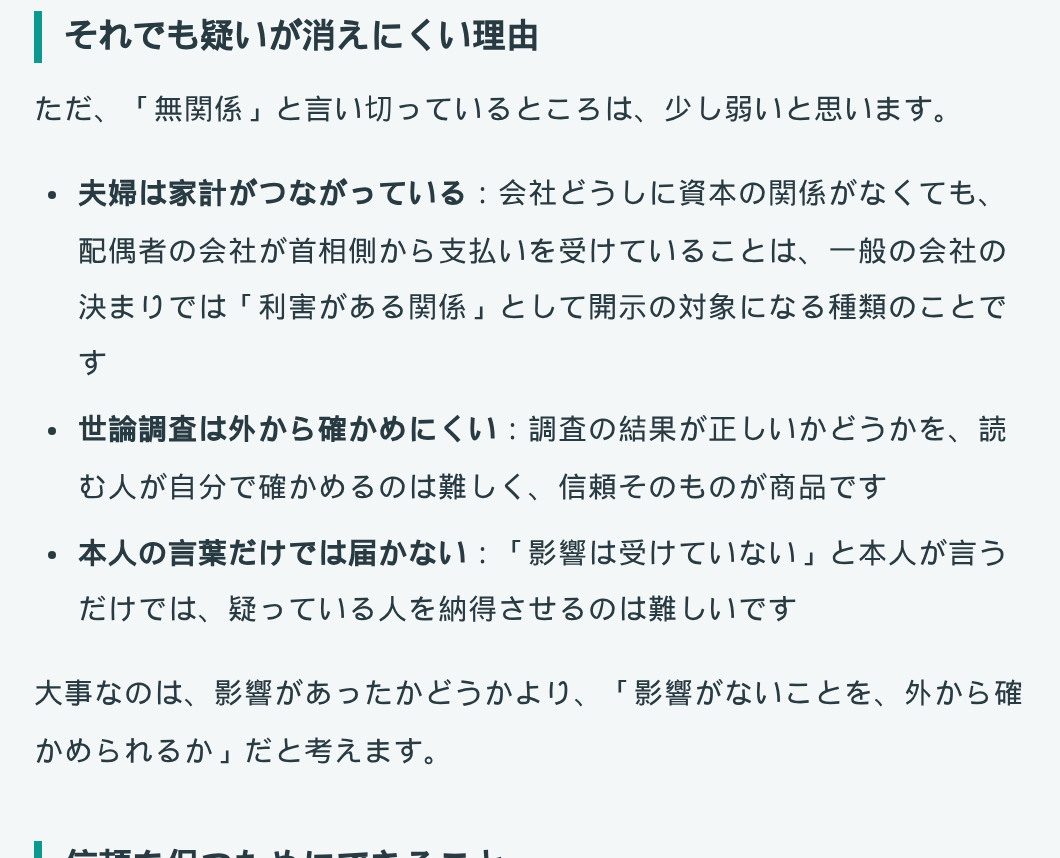 それでも疑いが消えにくい理由
ただ、「無関係」と言い切っているところは、少し弱いと思います。
• 夫婦は家計がつながっている：会社どうしに資本の関係がなくても、
配偶者の会社が首相側から支払いを受けていることは、一般の会社の
決まりでは「利害がある関係」として開示の対象になる種類のことで
す
• 世論調査は外から確かめにくい：調査の結果が正しいかどうかを、読
む人が自分で確かめるのは難しく、信頼そのものが商品です
• 本人の言葉だけでは届かない：「影響は受けていない」と本人が言う
だけでは、疑っている人を納得させるのは難しいです
大事なのは、影響があったかどうかより、「影響がないことを、外から確
かめられるか」だと考えます。
信頼を保つためにできること